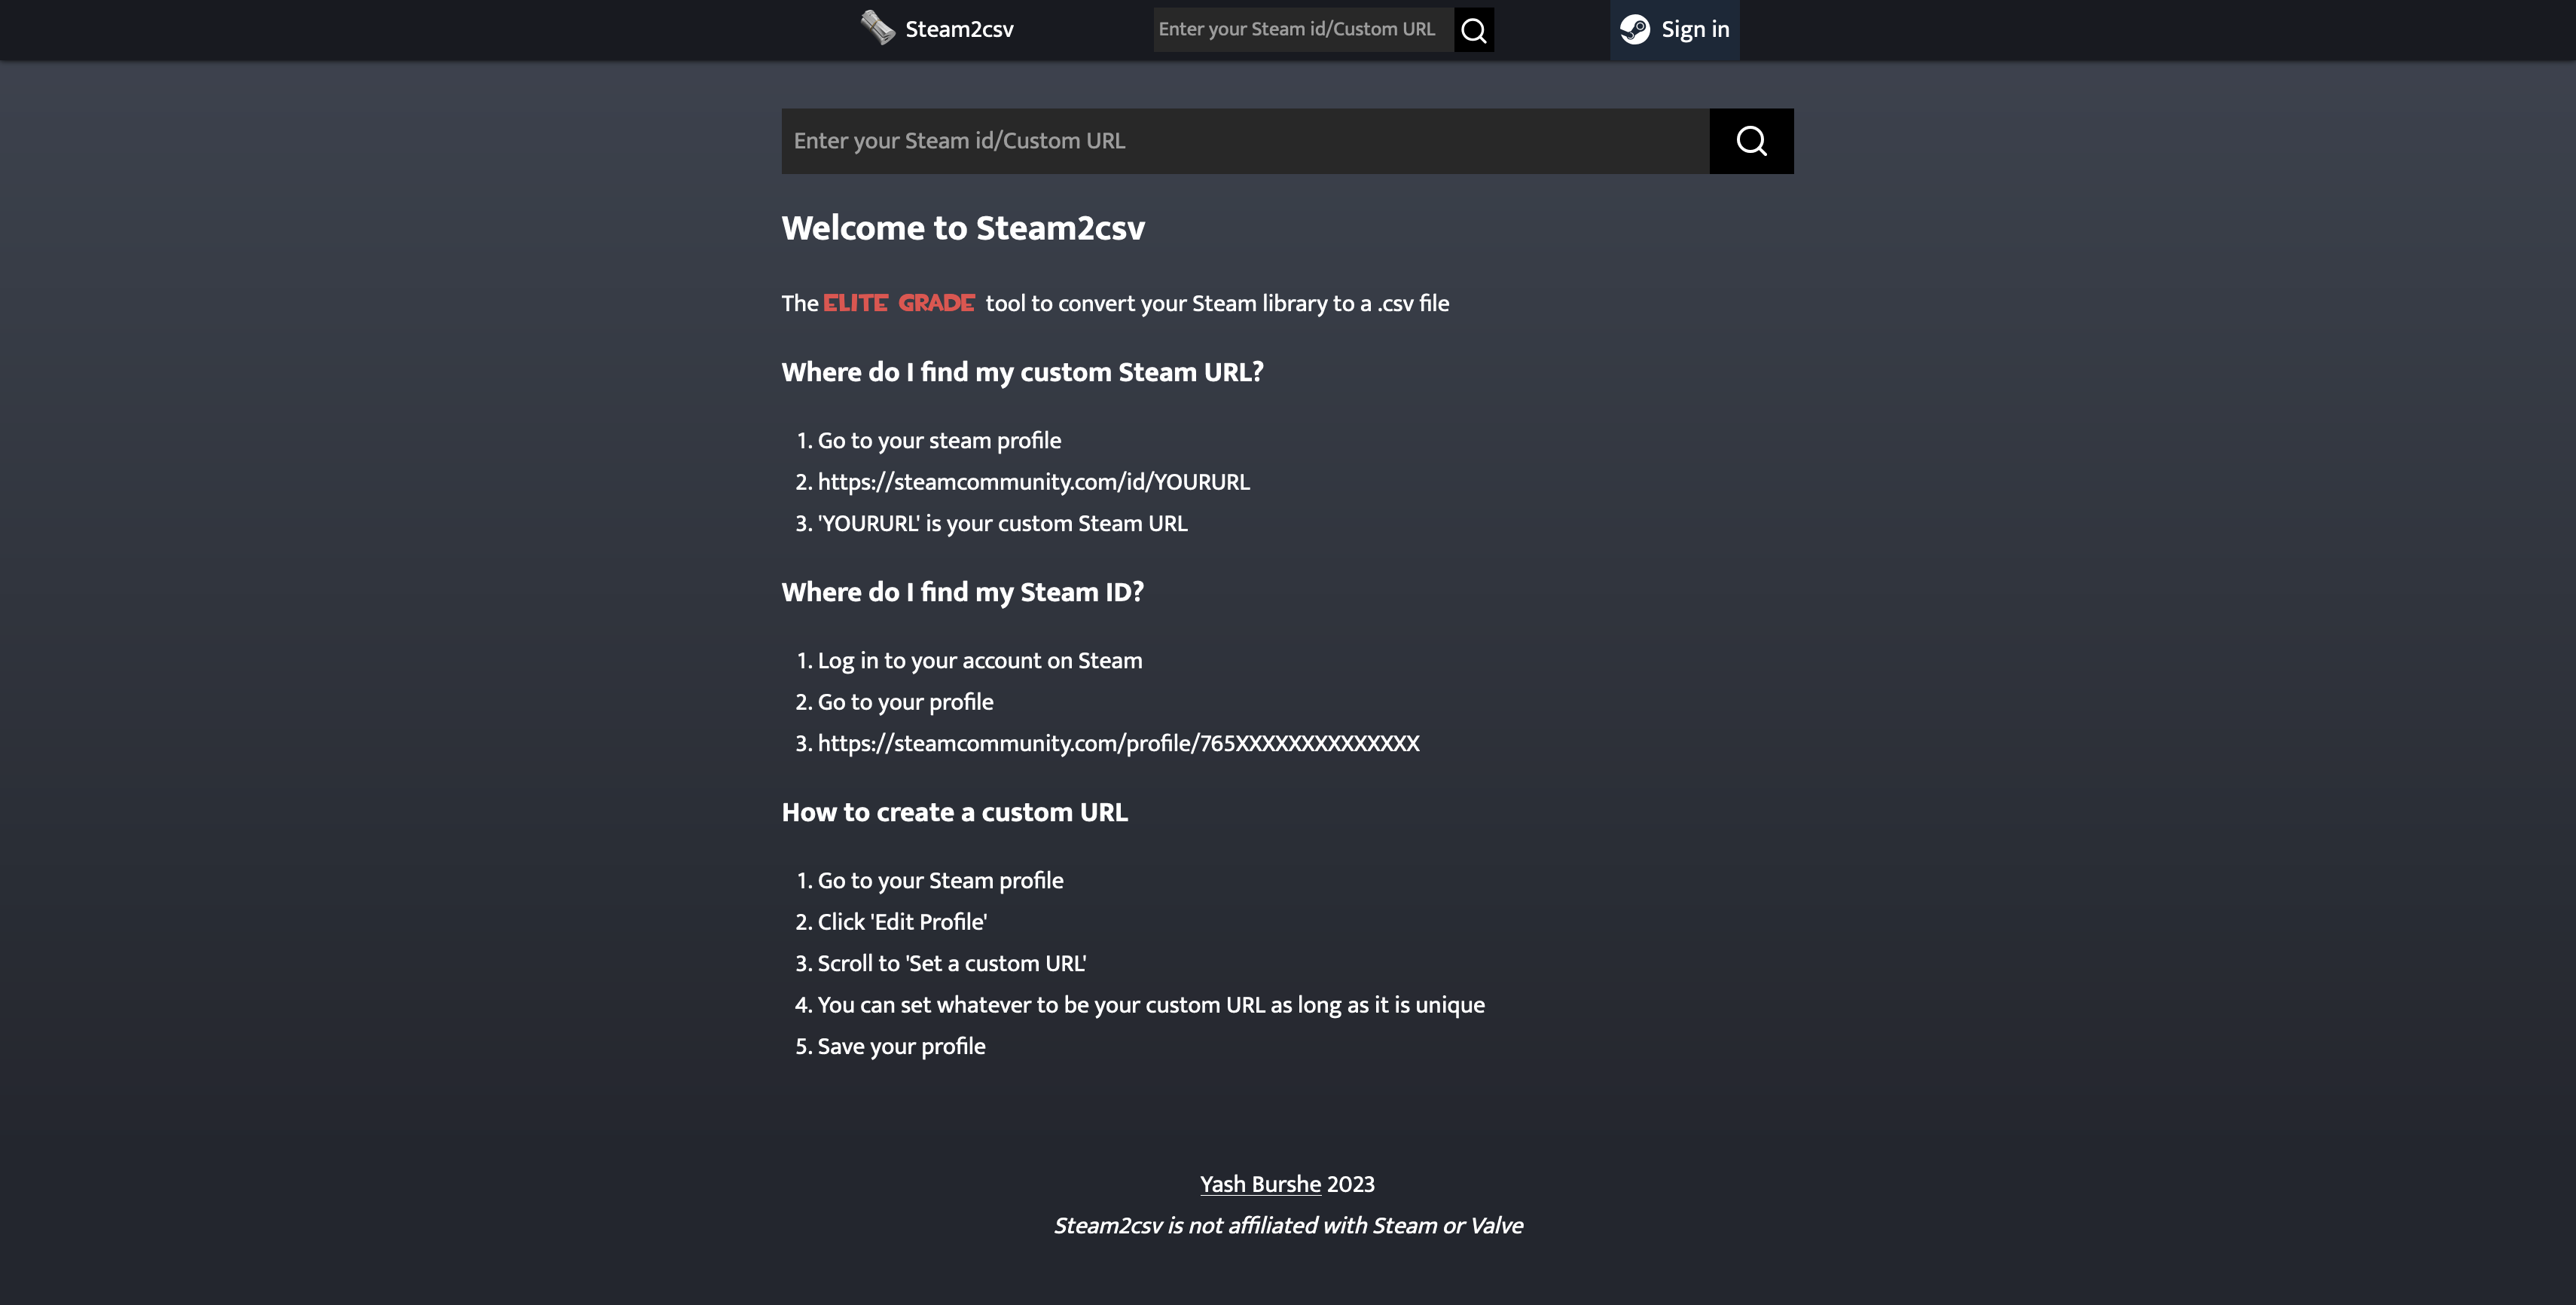 Steam2csv
Enter your Steam id/Custom URL
Sign in
Enter your Steam id/Custom URL
Welcome to Steam2csv
The ELITE GRADE tool to convert your Steam library to a .csv file
Where do I find my custom Steam URL?
1. Go to your steam profile
2. https://steamcommunity.com/id/YOURURL
3. 'YOURURL' is your custom Steam URL
Where do I find my Steam ID?
1. Log in to your account on Steam
2. Go to your profile
3. https://steamcommunity.com/profile/765XXXXXXXXXXXXXX
How to create a custom URL
1. Go to your Steam profile
2. Click 'Edit Profile'
3. Scroll to 'Set a custom URL'
4. You can set whatever to be your custom URL as long as it is unique
5. Save your profile
Yash Burshe 2023
Steam2csv is not affiliated with Steam or Valve